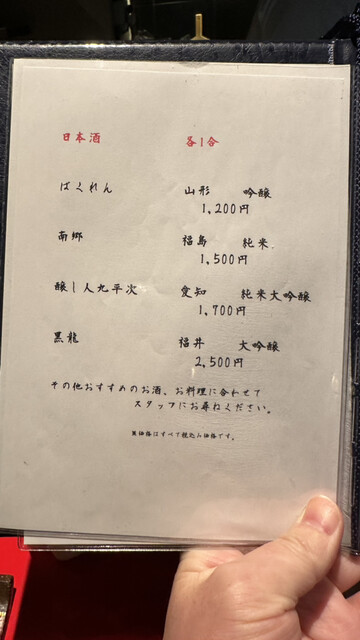 日本酒 各1合
ばくれん 山形 吟醸
1,200円
南郷 福島 純米
1,500円
醸し人九平次 愛知 純米大吟醸
1,700円
黒龍 福井 大吟醸
2,500円
その他おすすめのお酒、お料理に合わせて
スタッフにお尋ねください。
※価格はすべて税込み価格です。